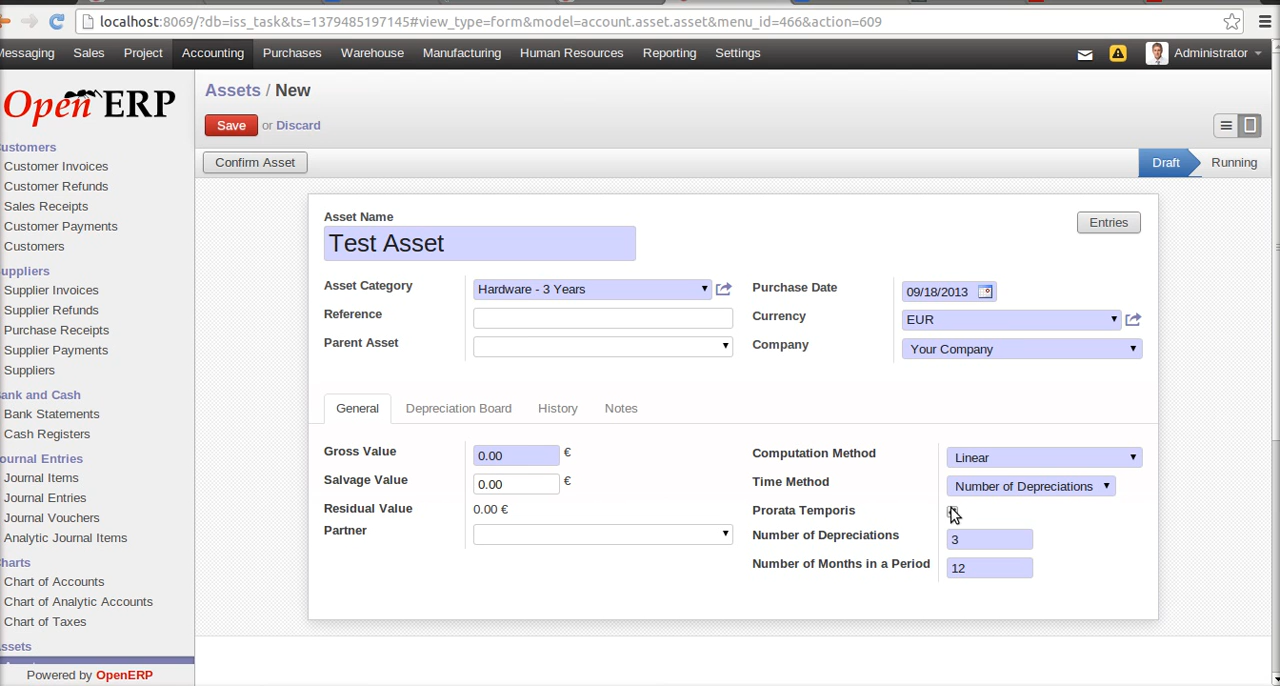 localhost:8069/?db=iss_task&ts=1379485197145#view_type=form&model=account.asset.asset&menu_id=466&action=609
Sales Project Accounting Purchases Warehouse Manufacturing Human Resources Reporting Settings Administrator
essaging
Open ERP
Assets / New
Save or Discard
Confirm Asset
Draft Running
ustomers
Customer Invoices
Customer Refunds
Sales Receipts
Customer Payments
Customers
uppliers
Supplier Invoices
Supplier Refunds
Purchase Receipts
Supplier Payments
Suppliers
ank and Cash
Bank Statements
Cash Registers
ournal Entries
Journal Items
Journal Entries
Journal Vouchers
Analytic Journal Items
harts
Chart of Accounts
Chart of Analytic Accounts
Chart of Taxes
ssets
Powered by OpenERP
Asset Name
Test Asset
Entries
Asset Category Hardware - 3 Years
Reference
Parent Asset
Purchase Date 09/18/2013
Currency EUR
Company Your Company
General Depreciation Board History Notes
Gross Value 0.00 €
Salvage Value 0.00 €
Residual Value 0.00 €
Partner
Computation Method Linear
Time Method Number of Depreciations
Prorata Temporis
Number of Depreciations 3
Number of Months in a Period 12